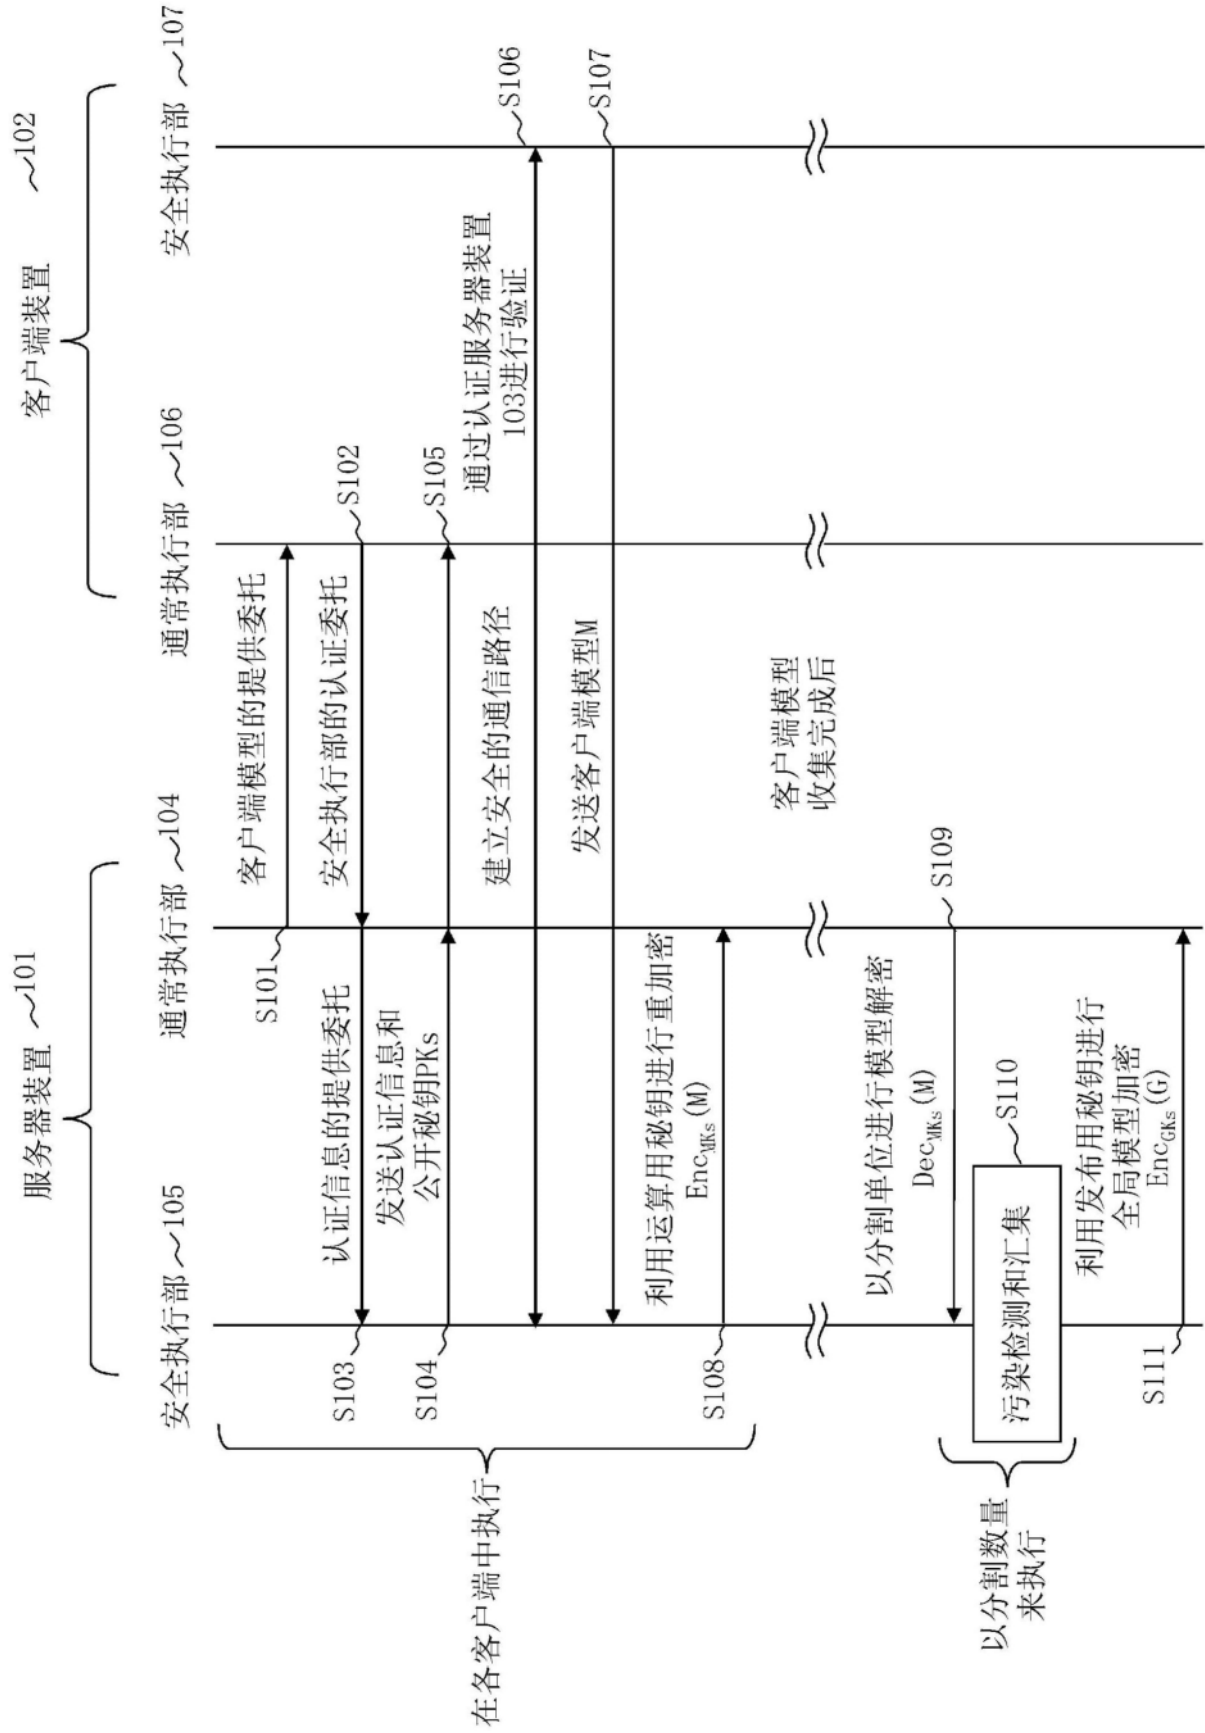 服务器装置 101
客户端装置 102
安全执行部 105
通常执行部 104
通常执行部 106
安全执行部 107
S101
客户端模型的提供委托
S103
认证信息的提供委托
安全执行部的认证委托
S102
S104
发送认证信息和
公开秘钥PKs
S105
建立安全的通信路径
通过认证服务器装置
103进行验证
S106
发送客户端模型M
S107
S108
利用运算用秘钥进行重加密
Enc_MKs(M)
在各客户端中执行
客户端模型
收集完成后
以分割单位进行模型解密
Dec_MKs(M)
S109
污染检测和汇集
S110
以分割数量
来执行
S111
利用发布用秘钥进行
全局模型加密
Enc_GKs(G)